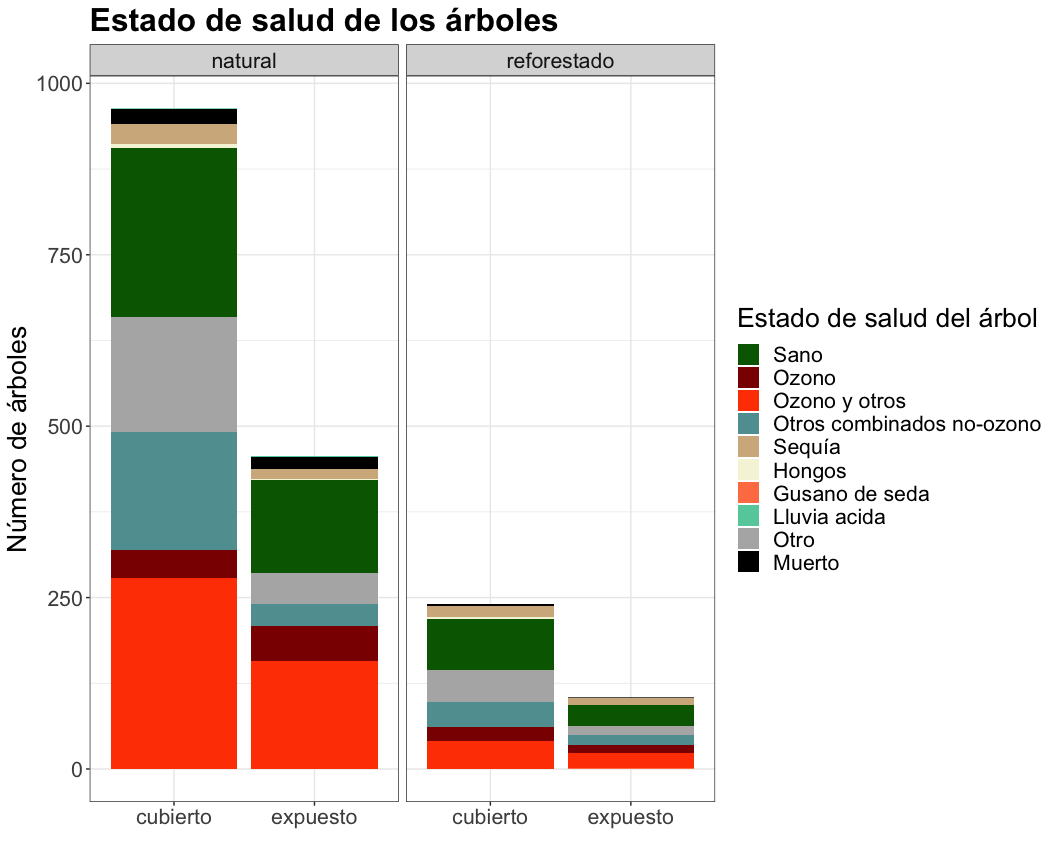 Estado de salud de los árboles
natural
reforestado
Número de árboles
1000
750
500
250
0
cubierto
expuesto
cubierto
expuesto
Estado de salud del árbol
Sano
Ozono
Ozono y otros
Otros combinados no-ozono
Sequía
Hongos
Gusano de seda
Lluvia acida
Otro
Muerto